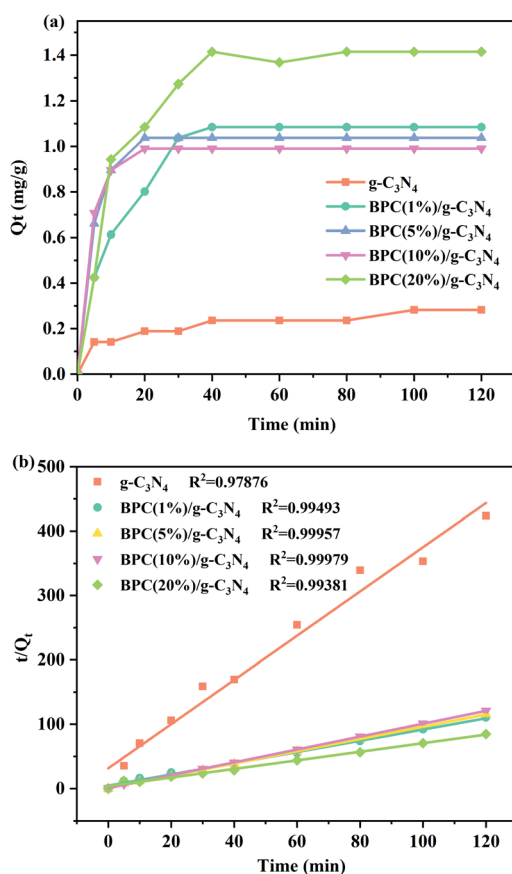 (a)
1.4
1.2
1.0
0.8
0.6
0.4
0.2
0.0
Qt (mg/g)
g-C₃N₄
BPC(1%)/g-C₃N₄
BPC(5%)/g-C₃N₄
BPC(10%)/g-C₃N₄
BPC(20%)/g-C₃N₄
0 20 40 60 80 100 120
Time (min)
(b)
500
400
300
200
100
0
t/Qₜ
g-C₃N₄ R²=0.97876
BPC(1%)/g-C₃N₄ R²=0.99493
BPC(5%)/g-C₃N₄ R²=0.99957
BPC(10%)/g-C₃N₄ R²=0.99979
BPC(20%)/g-C₃N₄ R²=0.99381
0 20 40 60 80 100 120
Time (min)